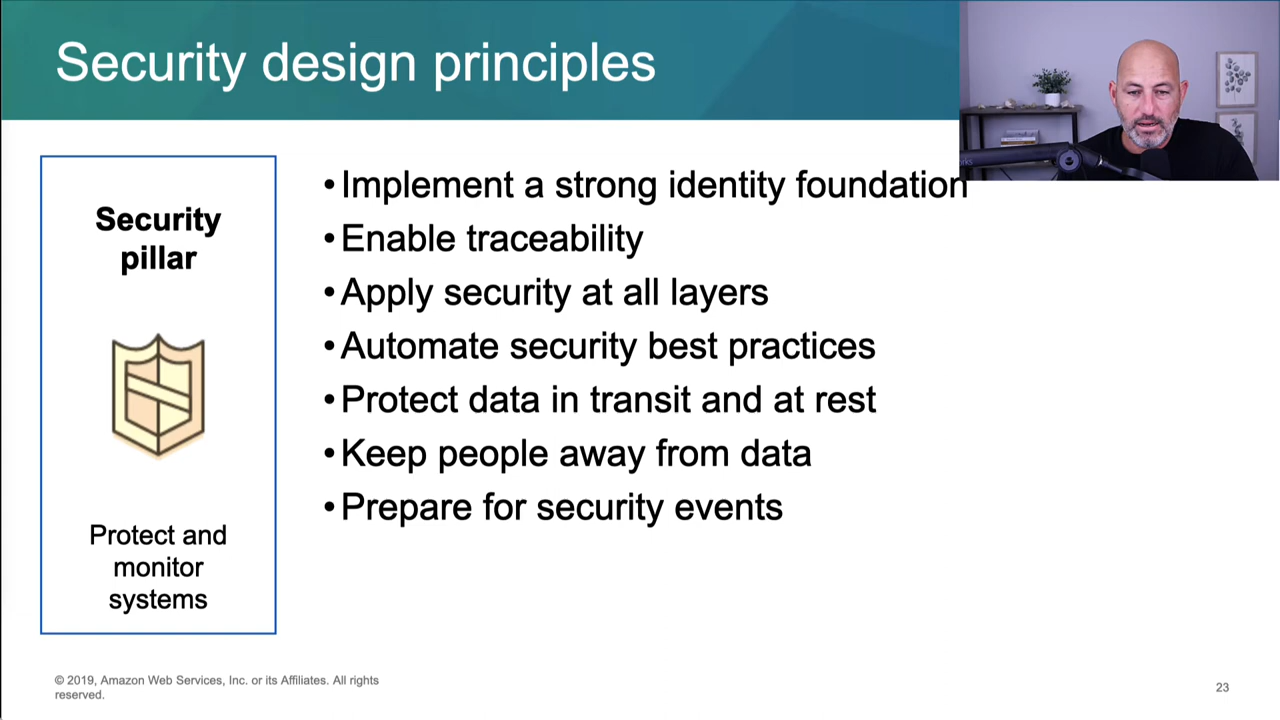 Security design principles
Security
pillar
Protect and
monitor
systems
•Implement a strong identity foundation
•Enable traceability
•Apply security at all layers
•Automate security best practices
•Protect data in transit and at rest
•Keep people away from data
•Prepare for security events
© 2019, Amazon Web Services, Inc. or its Affiliates. All rights
reserved.
23